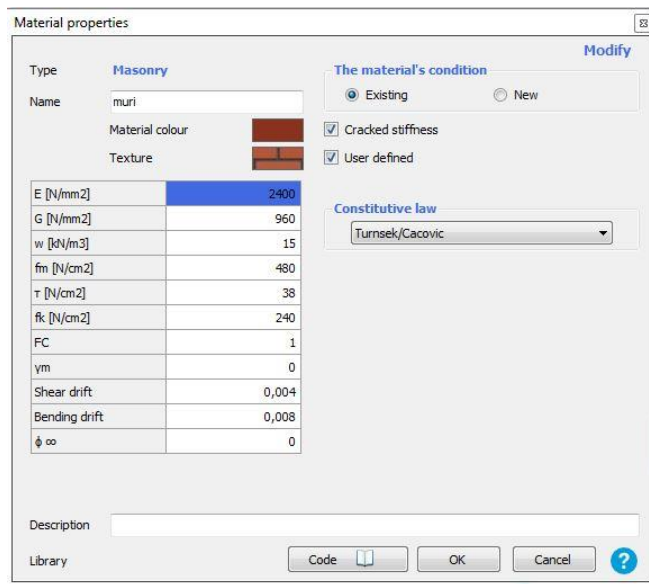 Material properties
Modify
Type Masonry
The material's condition
Name muri
Existing New
Material colour
Cracked stiffness
Texture
User defined
E [N/mm2] 2400
G [N/mm2] 960
Constitutive law
w [kN/m3] 15
Turnsek/Cacovic
fm [N/cm2] 480
τ [N/cm2] 38
fk [N/cm2] 240
FC 1
γm 0
Shear drift 0,004
Bending drift 0,008
ϕ ∞ 0
Description
Library Code OK Cancel ?